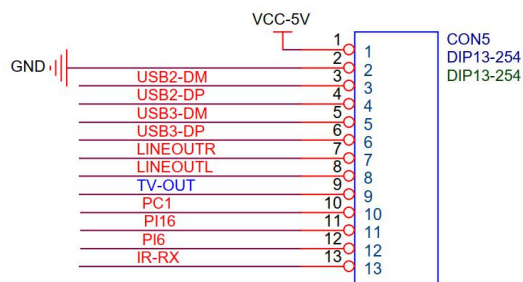 VCC-5V
1 1 CON5
2 2 DIP13-254
GND
USB2-DM 3 3 DIP13-254
USB2-DP 4 4
USB3-DM 5 5
USB3-DP 6 6
LINEOUTR 7 7
LINEOUTL 8 8
TV-OUT 9 9
PC1 10 10
PI16 11 11
PI6 12 12
IR-RX 13 13